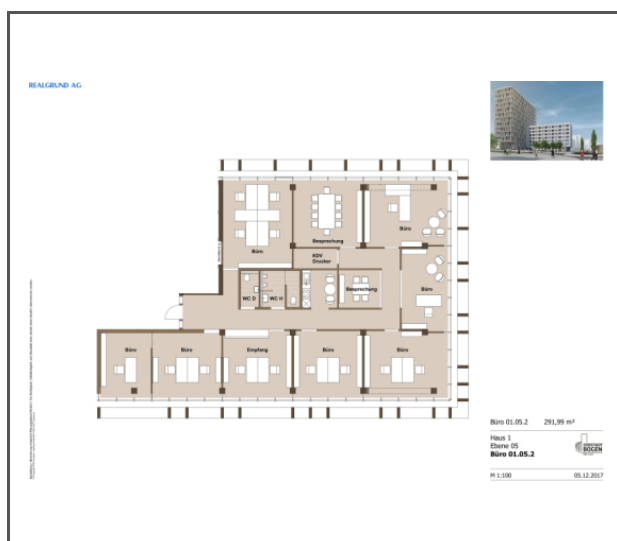 REALGRUND AG
Büro
Besprechung
Büro
EDV
Drucker
Besprechung
Büro
WC D
WC H
Büro
Büro
Empfang
Büro
Büro
Büro 01.05.2 291,99 m²
Haus 1
Ebene 05
Büro 01.05.2
BOGEN
M 1:100 05.12.2017